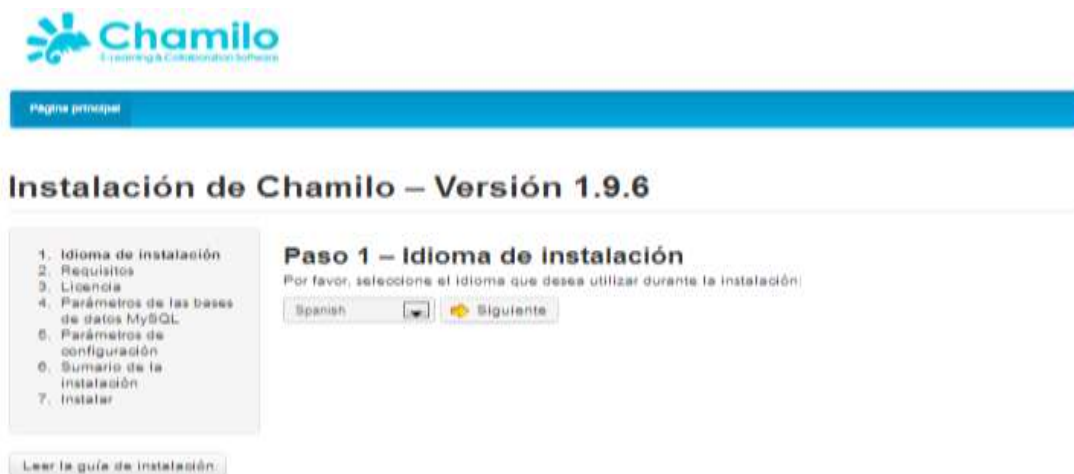 Chamilo
E-Learning & Collaboration Software
Página principal
Instalación de Chamilo – Versión 1.9.6
1. Idioma de instalación
2. Requisitos
3. Licencia
4. Parámetros de las bases
de datos MySQL
5. Parámetros de
configuración
6. Sumario de la
instalación
7. Instalar
Paso 1 – Idioma de instalación
Por favor, seleccione el idioma que desea utilizar durante la instalación:
Spanish
Siguiente
Leer la guía de instalación